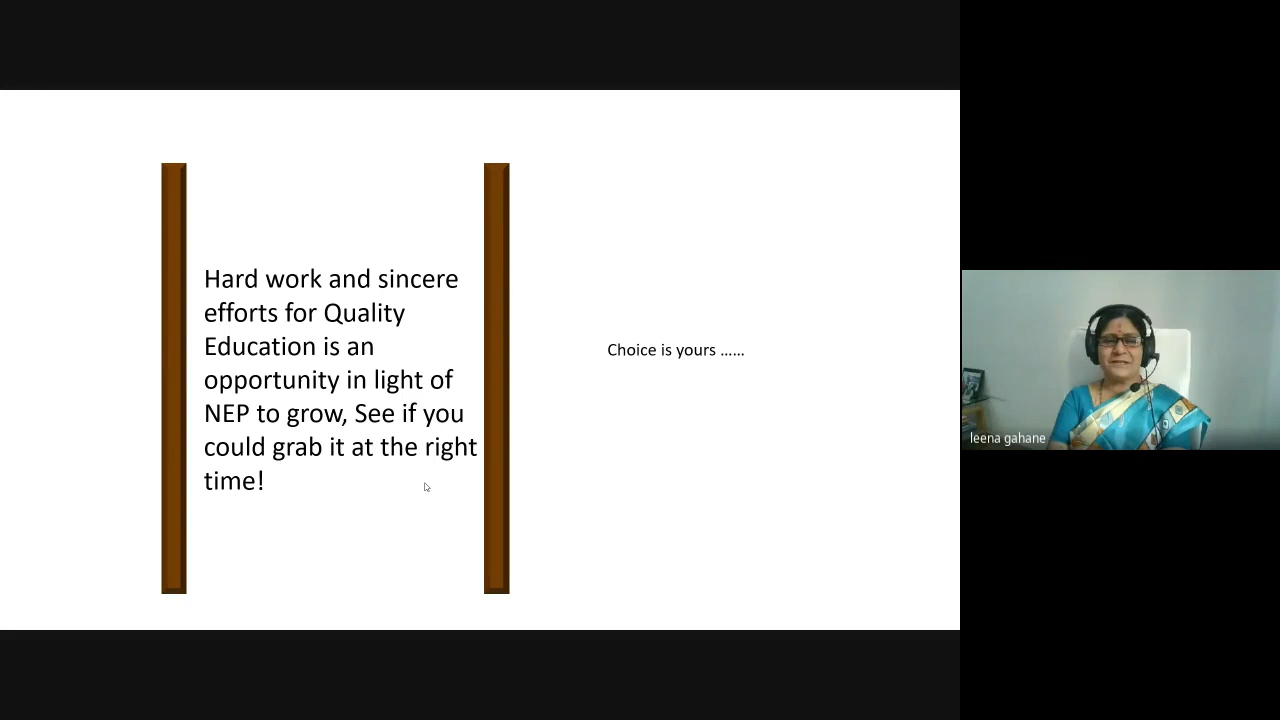 Hard work and sincere
efforts for Quality
Education is an
opportunity in light of
NEP to grow, See if you
could grab it at the right
time!
Choice is yours ......
leena gahane